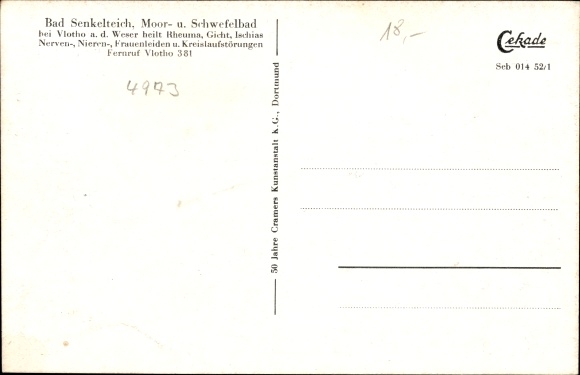 Bad Senkelteich, Moor- u. Schwefelbad
bei Vlotho a. d. Weser heilt Rheuma, Gicht, Ischias
Nerven-, Nieren-, Frauenleiden u. Kreislaufstörungen
Fernruf Vlotho 381
4973
50 Jahre Cramers Kunstanstalt K.G., Dortmund
18,-
Cekade
Seb 014 52/1